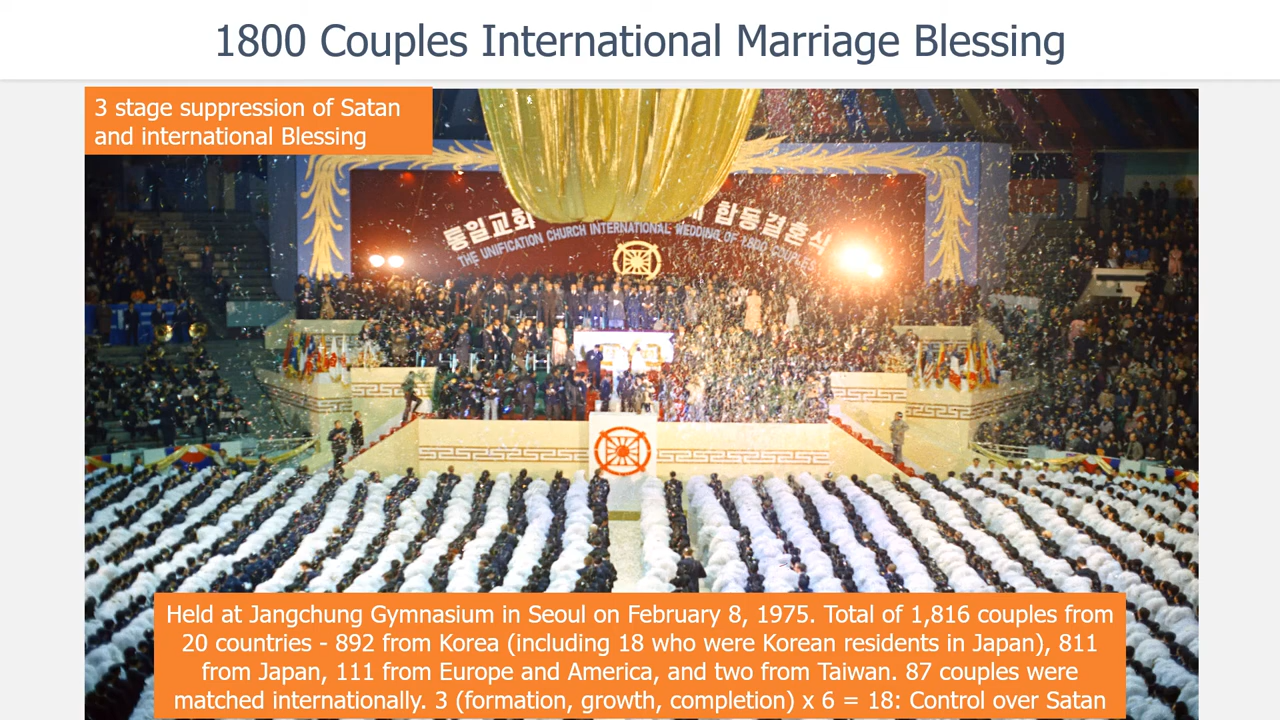 1800 Couples International Marriage Blessing
3 stage suppression of Satan
and international Blessing
통일교회 합동결혼식
THE UNIFICATION CHURCH INTERNATIONAL WEDDING OF 1800 COUPLES
Held at Jangchung Gymnasium in Seoul on February 8, 1975. Total of 1,816 couples from
20 countries - 892 from Korea (including 18 who were Korean residents in Japan), 811
from Japan, 111 from Europe and America, and two from Taiwan. 87 couples were
matched internationally. 3 (formation, growth, completion) x 6 = 18: Control over Satan